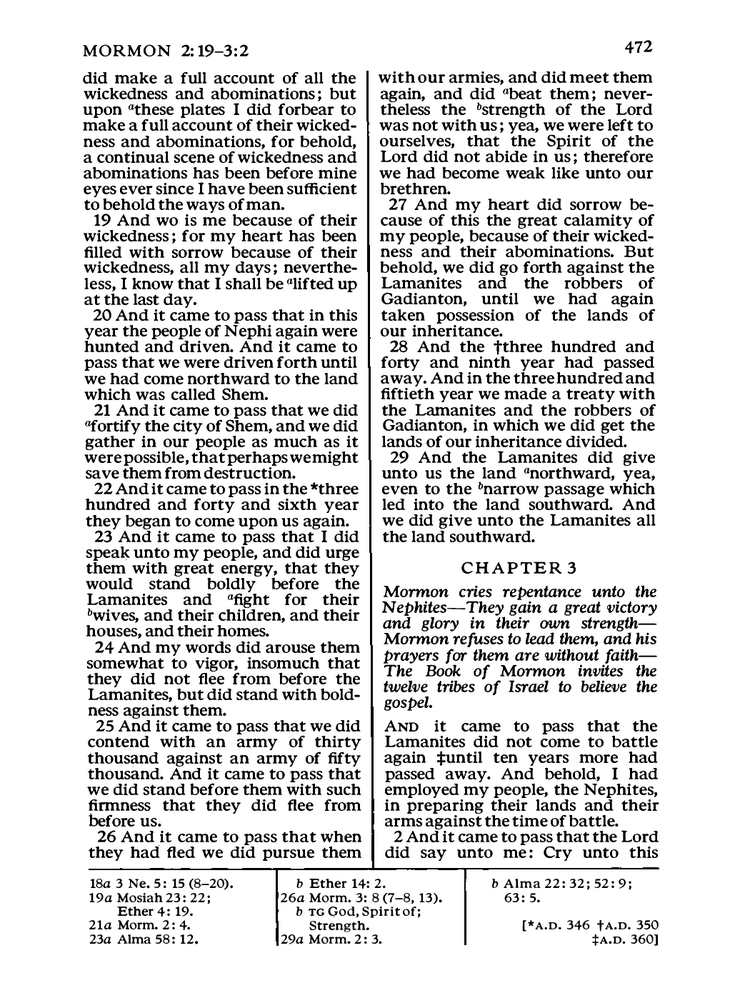 MORMON 2:19–3:2
472
did make a full account of all the
wickedness and abominations; but
upon ᵃthese plates I did forbear to
make a full account of their wicked-
ness and abominations, for behold,
a continual scene of wickedness and
abominations has been before mine
eyes ever since I have been sufficient
to behold the ways of man.
19 And wo is me because of their
wickedness; for my heart has been
filled with sorrow because of their
wickedness, all my days; neverthe-
less, I know that I shall be ᵃlifted up
at the last day.
20 And it came to pass that in this
year the people of Nephi again were
hunted and driven. And it came to
pass that we were driven forth until
we had come northward to the land
which was called Shem.
21 And it came to pass that we did
ᵃfortify the city of Shem, and we did
gather in our people as much as it
were possible, that perhaps we might
save them from destruction.
22 And it came to pass in the *three
hundred and forty and sixth year
they began to come upon us again.
23 And it came to pass that I did
speak unto my people, and did urge
them with great energy, that they
would stand boldly before the
Lamanites and ᵃfight for their
ᵇwives, and their children, and their
houses, and their homes.
24 And my words did arouse them
somewhat to vigor, insomuch that
they did not flee from before the
Lamanites, but did stand with bold-
ness against them.
25 And it came to pass that we did
contend with an army of thirty
thousand against an army of fifty
thousand. And it came to pass that
we did stand before them with such
firmness that they did flee from
before us.
26 And it came to pass that when
they had fled we did pursue them
with our armies, and did meet them
again, and did ᵃbeat them; never-
theless the ᵇstrength of the Lord
was not with us; yea, we were left to
ourselves, that the Spirit of the
Lord did not abide in us; therefore
we had become weak like unto our
brethren.
27 And my heart did sorrow be-
cause of this the great calamity of
my people, because of their wicked-
ness and their abominations. But
behold, we did go forth against the
Lamanites and the robbers of
Gadianton, until we had again
taken possession of the lands of
our inheritance.
28 And the †three hundred and
forty and ninth year had passed
away. And in the three hundred and
fiftieth year we made a treaty with
the Lamanites and the robbers of
Gadianton, in which we did get the
lands of our inheritance divided.
29 And the Lamanites did give
unto us the land ᵃnorthward, yea,
even to the ᵇnarrow passage which
led into the land southward. And
we did give unto the Lamanites all
the land southward.
CHAPTER 3
Mormon cries repentance unto the
Nephites—They gain a great victory
and glory in their own strength—
Mormon refuses to lead them, and his
prayers for them are without faith—
The Book of Mormon invites the
twelve tribes of Israel to believe the
gospel.
AND it came to pass that the
Lamanites did not come to battle
again ‡until ten years more had
passed away. And behold, I had
employed my people, the Nephites,
in preparing their lands and their
arms against the time of battle.
2 And it came to pass that the Lord
did say unto me: Cry unto this
18a 3 Ne. 5: 15 (8–20).
19a Mosiah 23: 22;
Ether 4: 19.
21a Morm. 2: 4.
23a Alma 58: 12.
b Ether 14: 2.
26a Morm. 3: 8 (7–8, 13).
b TG God, Spirit of;
Strength.
29a Morm. 2: 3.
b Alma 22: 32; 52: 9;
63: 5.
[*A.D. 346 †A.D. 350
‡A.D. 360]